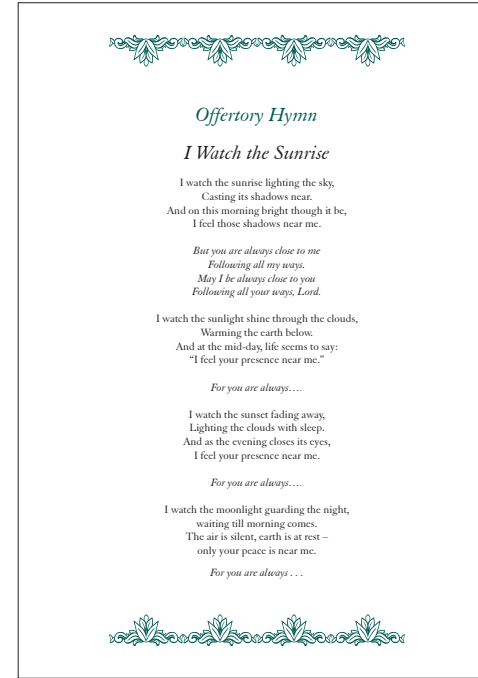 Offertory Hymn
I Watch the Sunrise
I watch the sunrise lighting the sky,
Casting its shadows near.
And on this morning bright though it be,
I feel those shadows near me.
But you are always close to me
Following all my ways.
May I be always close to you
Following all your ways, Lord.
I watch the sunlight shine through the clouds,
Warming the earth below.
And at the mid-day, life seems to say:
“I feel your presence near me.”
For you are always….
I watch the sunset fading away,
Lighting the clouds with sleep.
And as the evening closes its eyes,
I feel your presence near me.
For you are always….
I watch the moonlight guarding the night,
waiting till morning comes.
The air is silent, earth is at rest –
only your peace is near me.
For you are always . . .